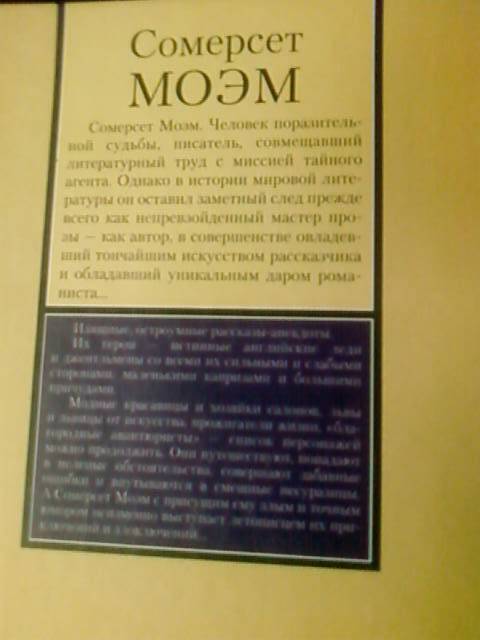 Сомерсет
МОЭМ
Сомерсет Моэм. Человек поразитель-
ной судьбы, писатель, совмещавший
литературный труд с миссией тайного
агента. Однако в истории мировой лите-
ратуры он оставил заметный след прежде
всего как непревзойденный мастер про-
зы — как автор, в совершенстве овладев-
ший тончайшим искусством рассказчика
и обладавший уникальным даром рома-
ниста...
Изящные, остроумные рассказы-анекдоты.
Их герои — истинные английские леди
и джентльмены со всеми их сильными и слабыми
сторонами, маленькими капризами и большими
причудами.
Модные красавицы и хозяйки салонов, львы
и львицы от искусства, прожигатели жизни, «бла-
городные авантюристы» — список персонажей
можно продолжить. Они путешествуют, попадают
в нелепые обстоятельства, совершают забавные
ошибки и впутываются в смешные несуразицы.
А Сомерсет Моэм с присущим ему злым и точным
юмором неизменно выступает летописцем их при-
ключений и злоключений...